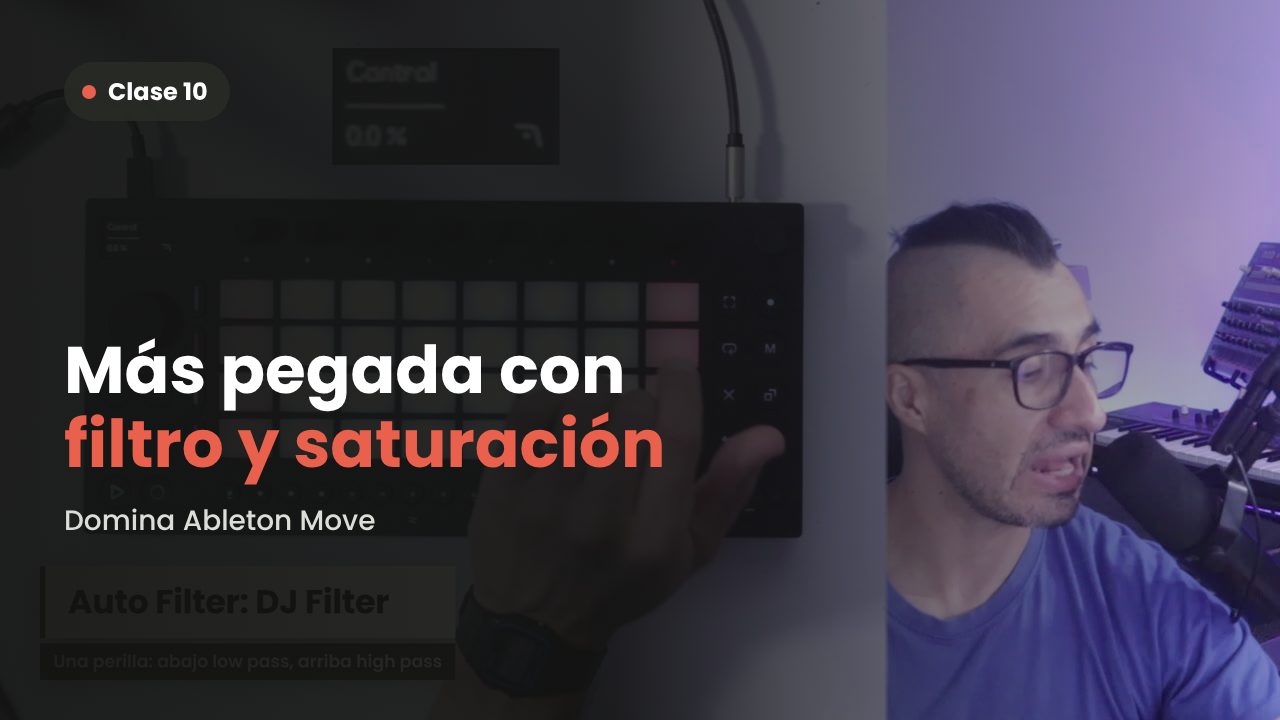 Control
0.0 %
Clase 10
Control
M
Más pegada con
filtro y saturación
Domina Ableton Move
Auto Filter: DJ Filter
Una perilla: abajo low pass, arriba high pass